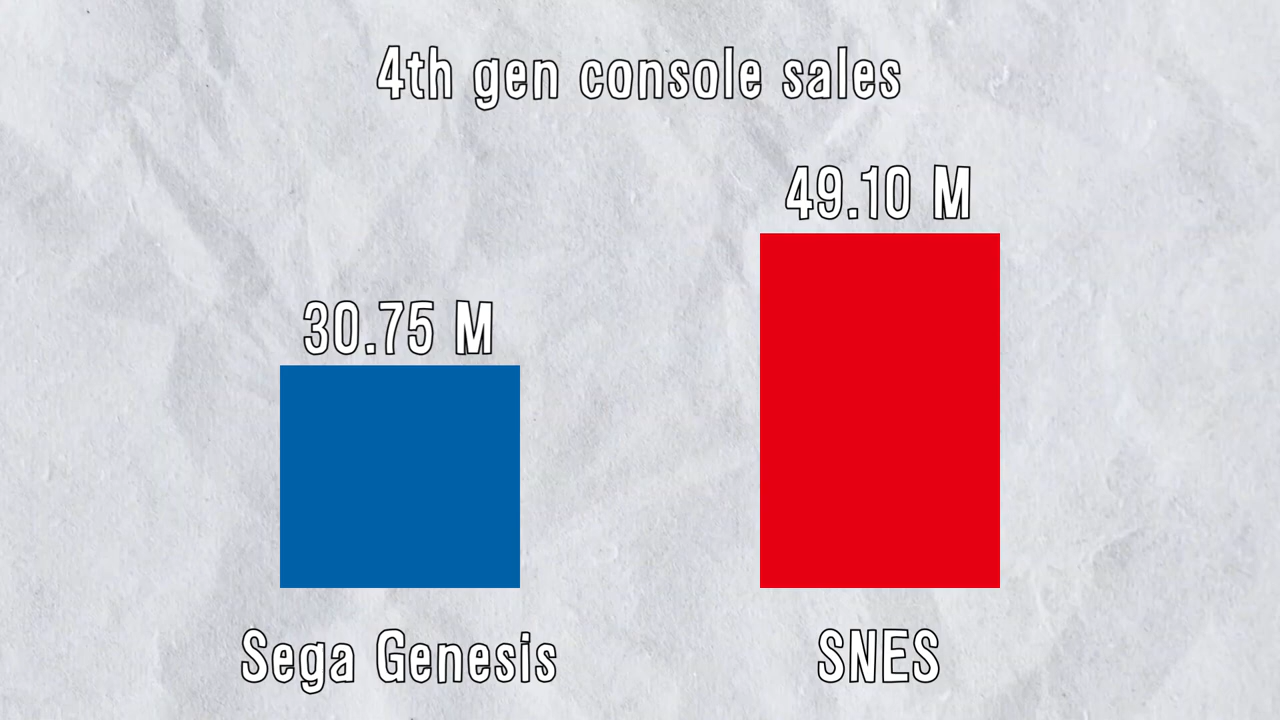 4th gen console sales
49.10 M
30.75 M
Sega Genesis
SNES